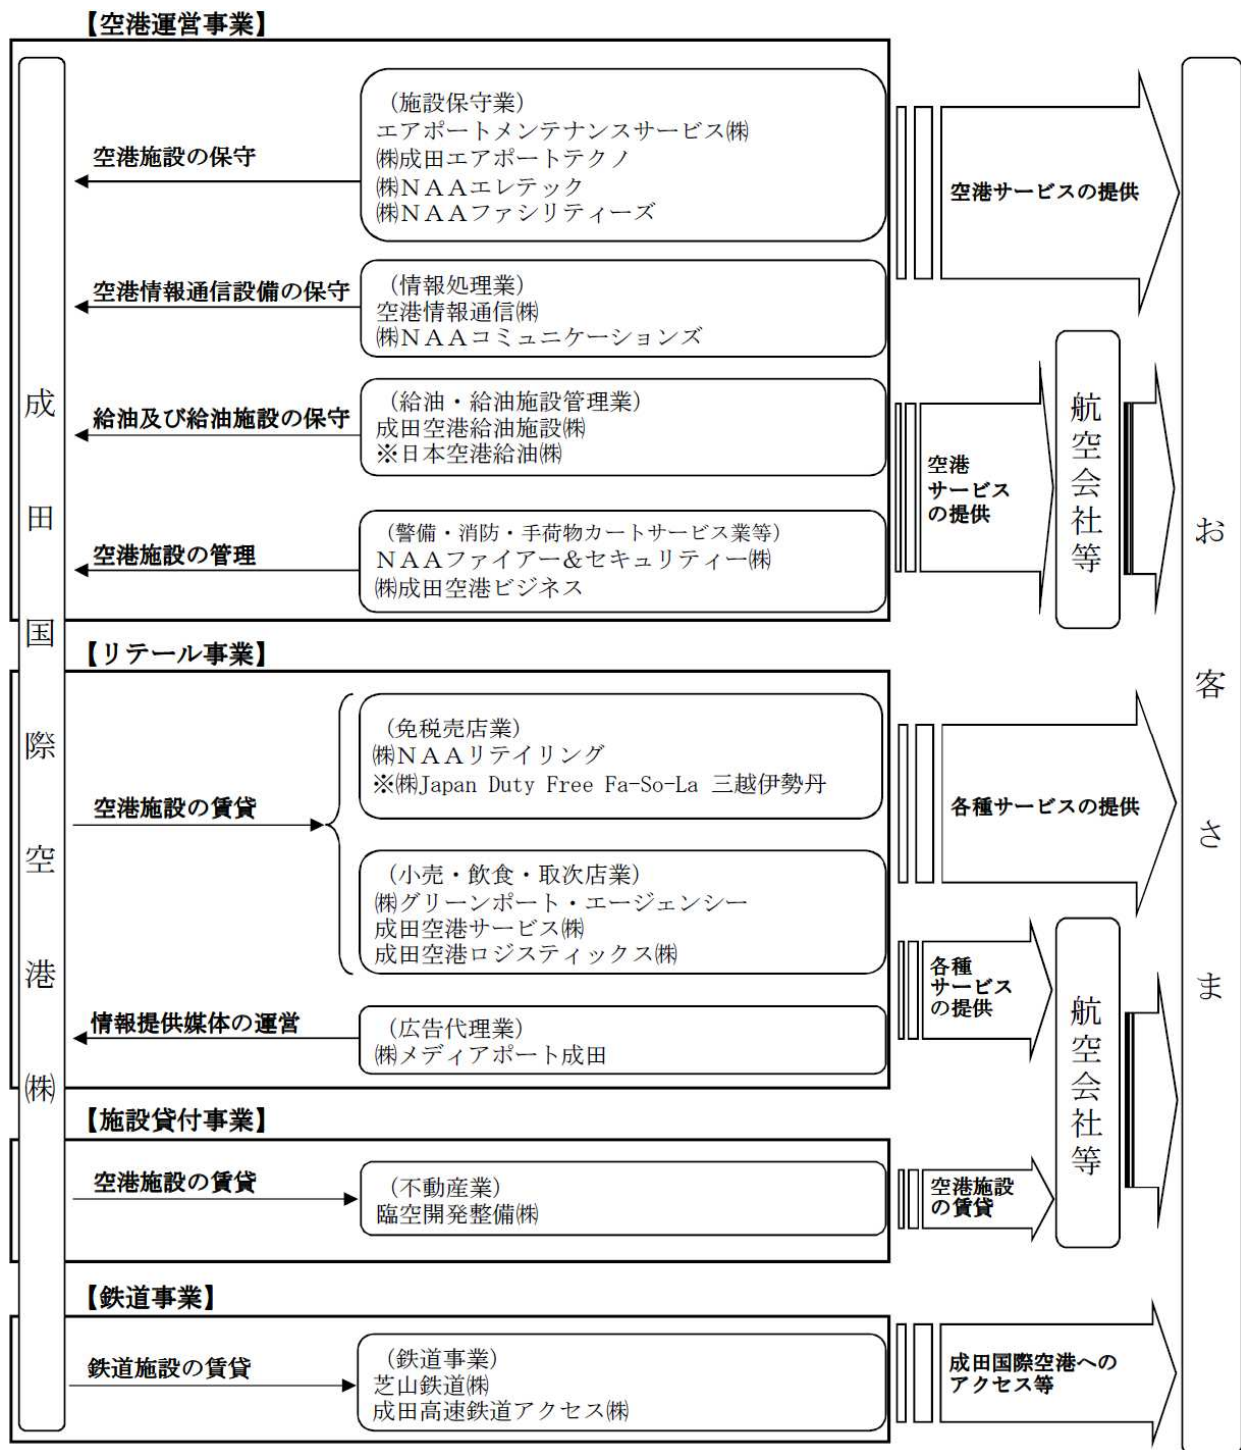 【空港運営事業】
成田国際空港㈱
空港施設の保守
（施設保守業）
エアポートメンテナンスサービス㈱
㈱成田エアポートテクノ
㈱ＮＡＡエレテック
㈱ＮＡＡファシリティーズ
空港情報通信設備の保守
（情報処理業）
空港情報通信㈱
㈱ＮＡＡコミュニケーションズ
給油及び給油施設の保守
（給油・給油施設管理業）
成田空港給油施設㈱
※日本空港給油㈱
空港施設の管理
（警備・消防・手荷物カートサービス業等）
ＮＡＡファイアー＆セキュリティー㈱
㈱成田空港ビジネス
空港サービスの提供
空港
サービス
の提供
航空会社等
お客さま
【リテール事業】
空港施設の賃貸
（免税売店業）
㈱ＮＡＡリテイリング
※㈱Japan Duty Free Fa-So-La 三越伊勢丹
（小売・飲食・取次店業）
㈱グリーンポート・エージェンシー
成田空港サービス㈱
成田空港ロジスティックス㈱
情報提供媒体の運営
（広告代理業）
㈱メディアポート成田
各種サービスの提供
各種
サービス
の提供
航空会社等
【施設貸付事業】
空港施設の賃貸
（不動産業）
臨空開発整備㈱
空港施設
の賃貸
【鉄道事業】
鉄道施設の賃貸
（鉄道事業）
芝山鉄道㈱
成田高速鉄道アクセス㈱
成田国際空港への
アクセス等